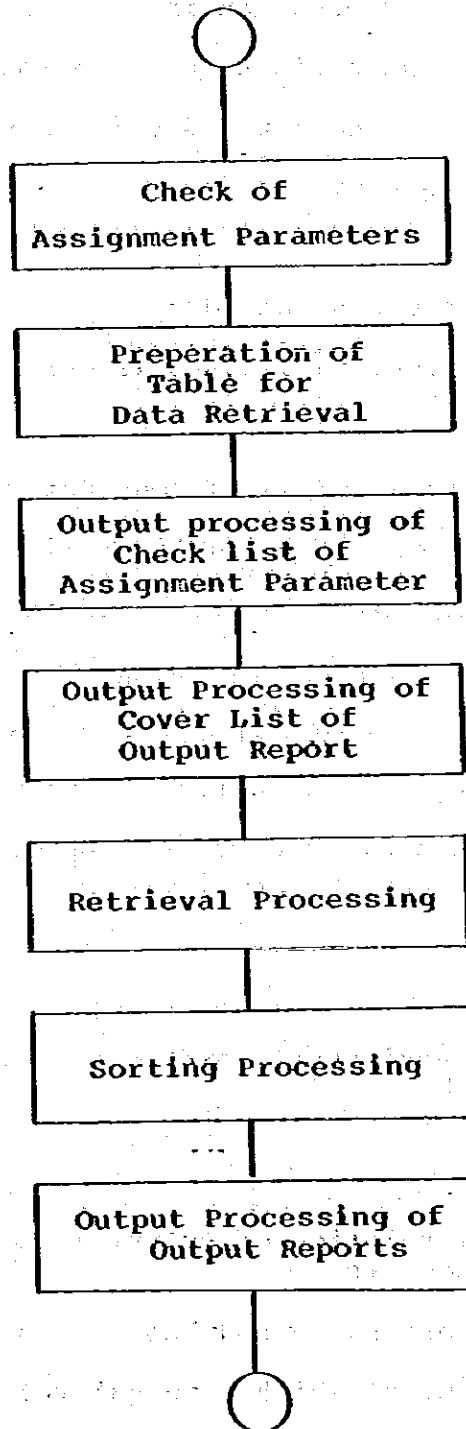 Check of
Assignment Parameters
Preperation of
Table for
Data Retrieval
Output processing of
Check list of
Assignment Parameter
Output Processing of
Cover List of
Output Report
Retrieval Processing
Sorting Processing
Output Processing of
Output Reports